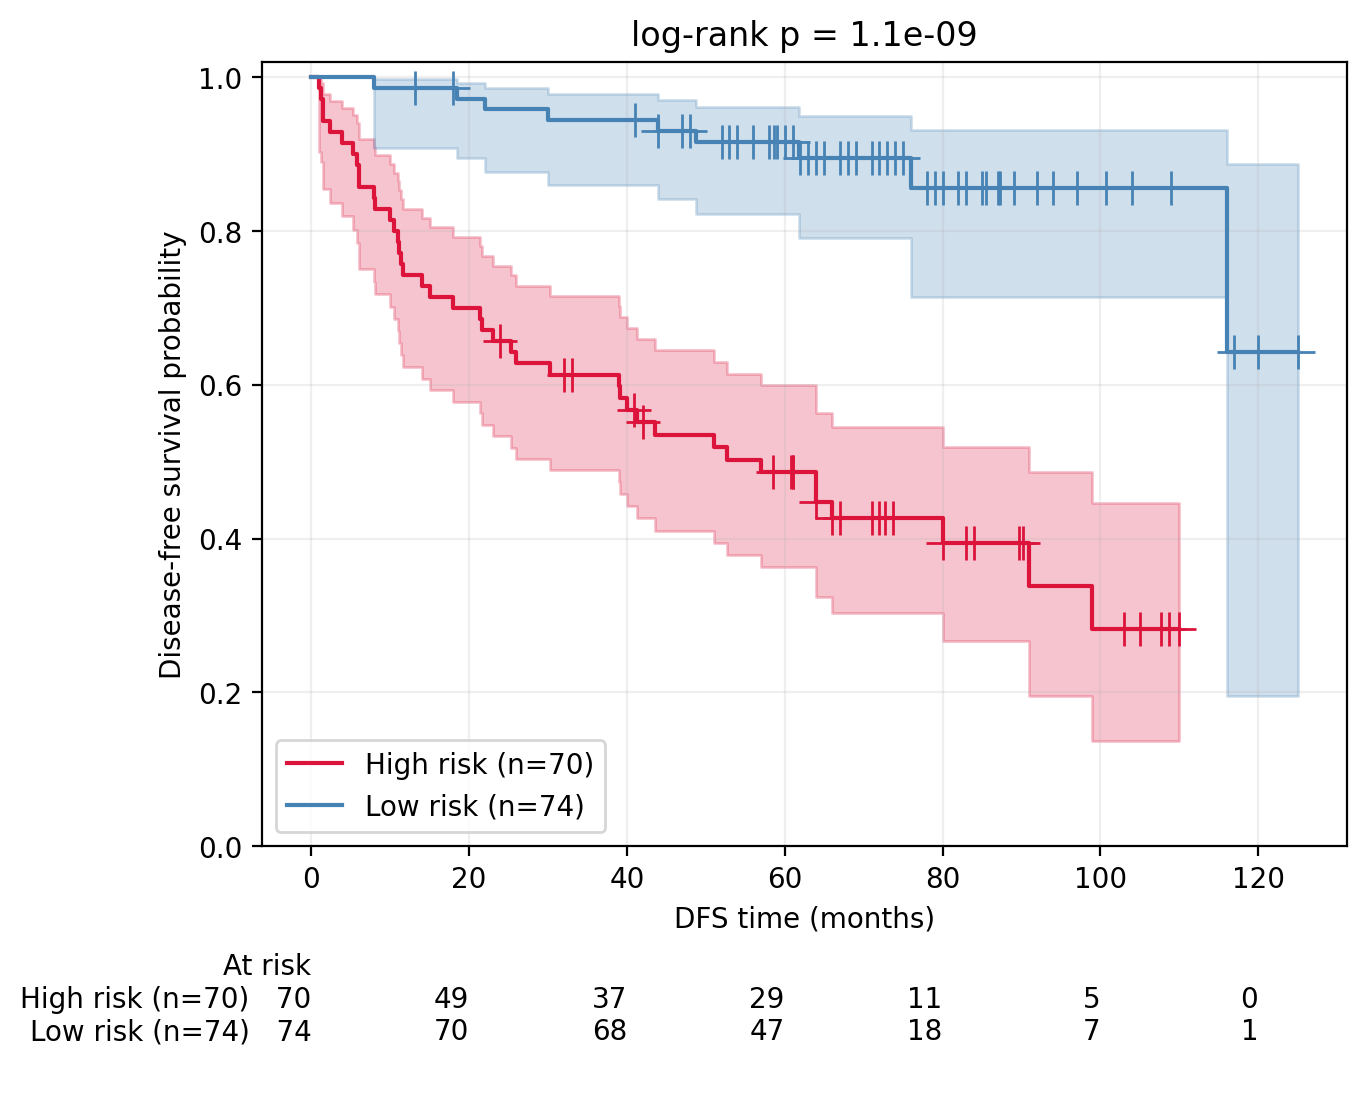 log-rank p = 1.1e-09
Disease-free survival probability
1.0
0.8
0.6
0.4
0.2
0.0
High risk (n=70)
Low risk (n=74)
0 20 40 60 80 100 120
DFS time (months)
At risk
High risk (n=70) 70 49 37 29 11 5 0
Low risk (n=74) 74 70 68 47 18 7 1